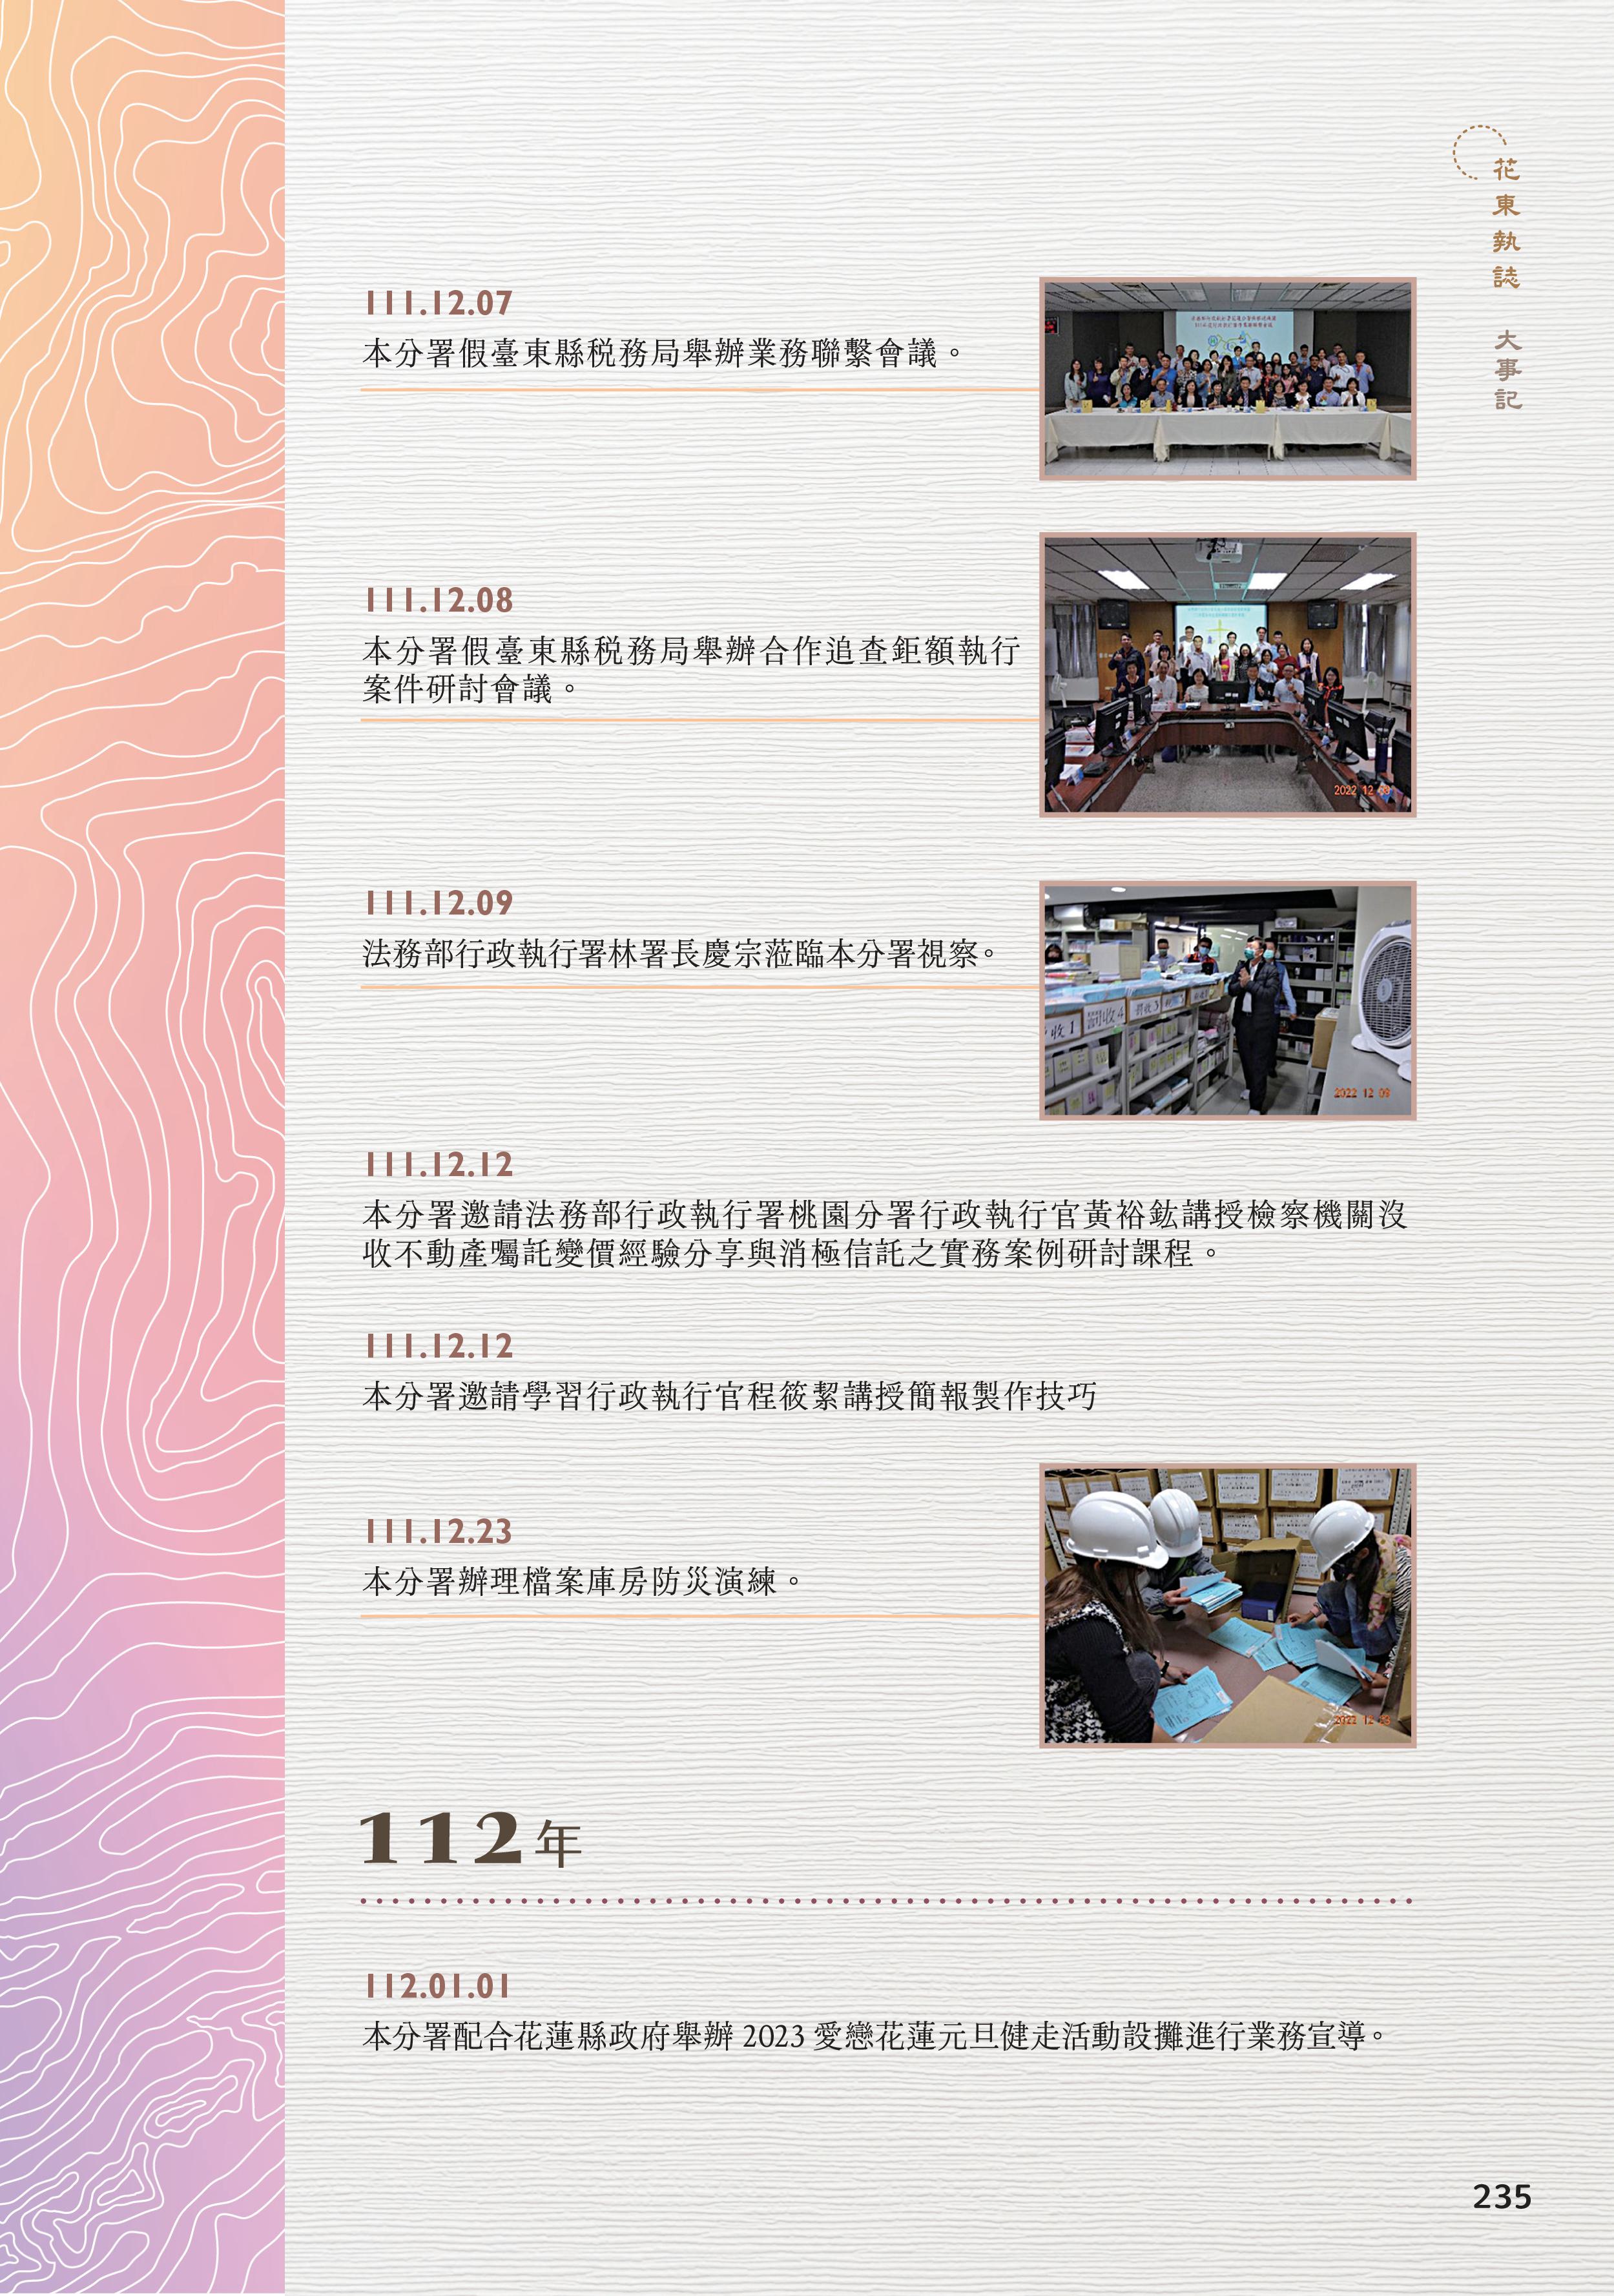 花東執誌 大事記
111.12.07
本分署假臺東縣稅務局舉辦業務聯繫會議。
111.12.08
本分署假臺東縣稅務局舉辦合作追查鉅額執行
案件研討會議。
2022 12
111.12.09
法務部行政執行署林署長慶宗蒞臨本分署視察。
收1
收4
2022 12 09
111.12.12
本分署邀請法務部行政執行署桃園分署行政執行官黃裕鈜講授檢察機關沒
收不動產囑託變價經驗分享與消極信託之實務案例研討課程。
111.12.12
本分署邀請學習行政執行官程筱絜講授簡報製作技巧
111.12.23
本分署辦理檔案庫房防災演練。
2022 12
112年
112.01.01
本分署配合花蓮縣政府舉辦 2023 愛戀花蓮元旦健走活動設攤進行業務宣導。
235